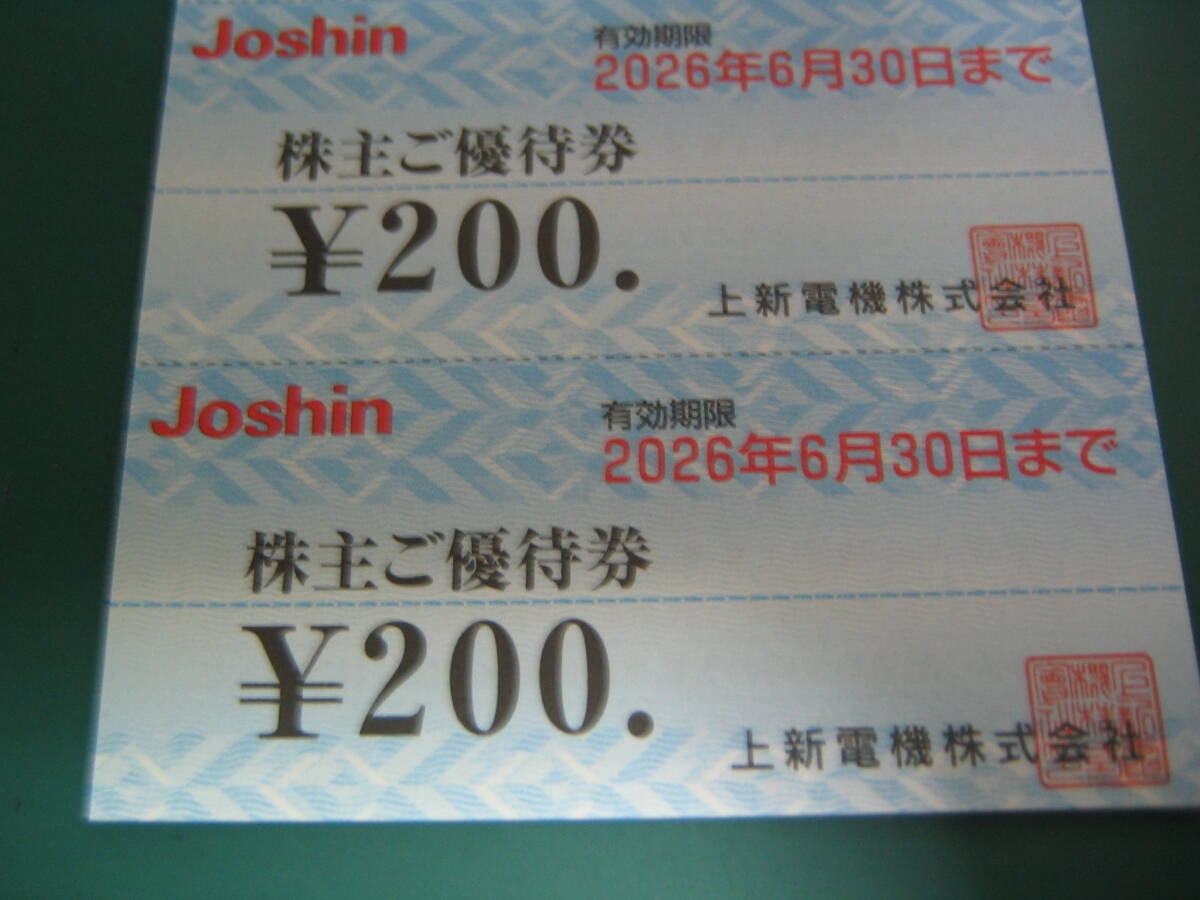 Joshin
有効期限
2026年6月30日まで
株主ご優待券
¥200.
上新電機株式会社
Joshin
有効期限
2026年6月30日まで
株主ご優待券
¥200.
上新電機株式会社